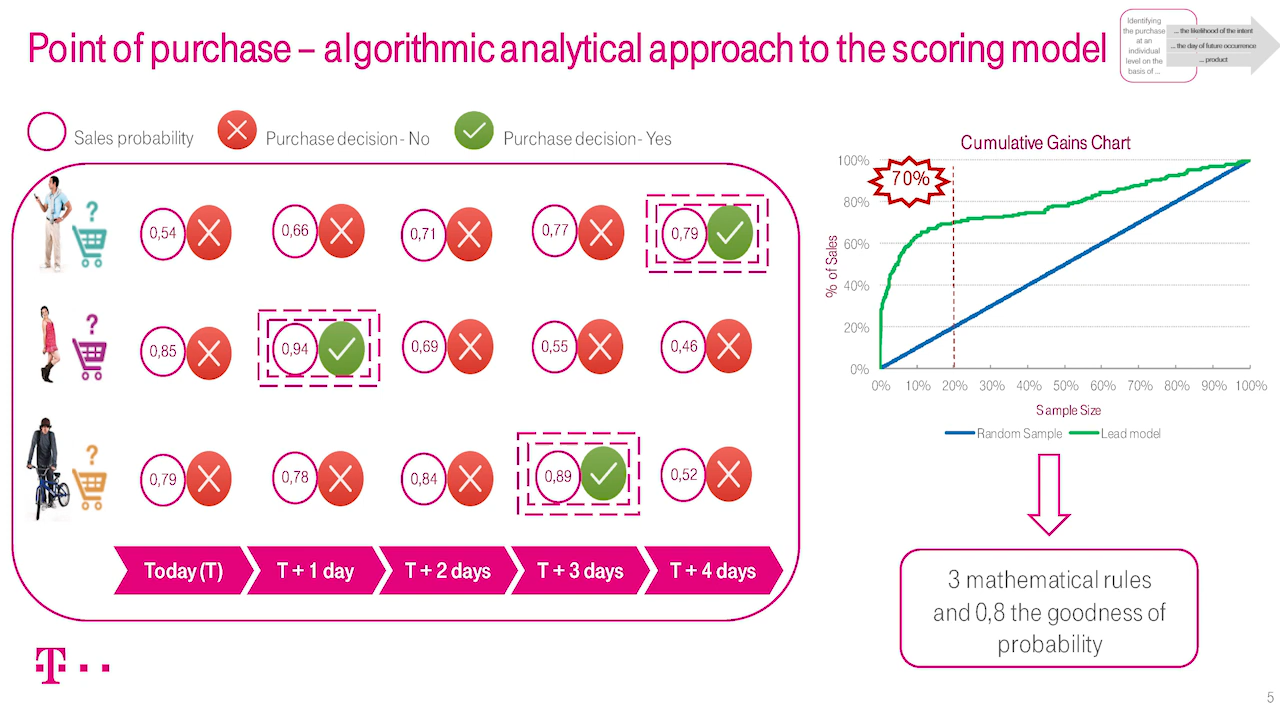 Point of purchase – algorithmic analytical approach to the scoring model
Identifying
the purchase
at an
individual
level on the
basis of ...
... the likelihood of the intent
... the day of future occurrence
... product
Sales probability
Purchase decision- No
Purchase decision- Yes
?
0,54
0,66
0,71
0,77
0,79
?
0,85
0,94
0,69
0,55
0,46
?
0,79
0,78
0,84
0,89
0,52
Today (T)
T + 1 day
T + 2 days
T + 3 days
T + 4 days
Cumulative Gains Chart
70%
% of Sales
100%
80%
60%
40%
20%
0%
0% 10% 20% 30% 40% 50% 60% 70% 80% 90% 100%
Sample Size
Random Sample
Lead model
3 mathematical rules
and 0,8 the goodness of
probability
T
5